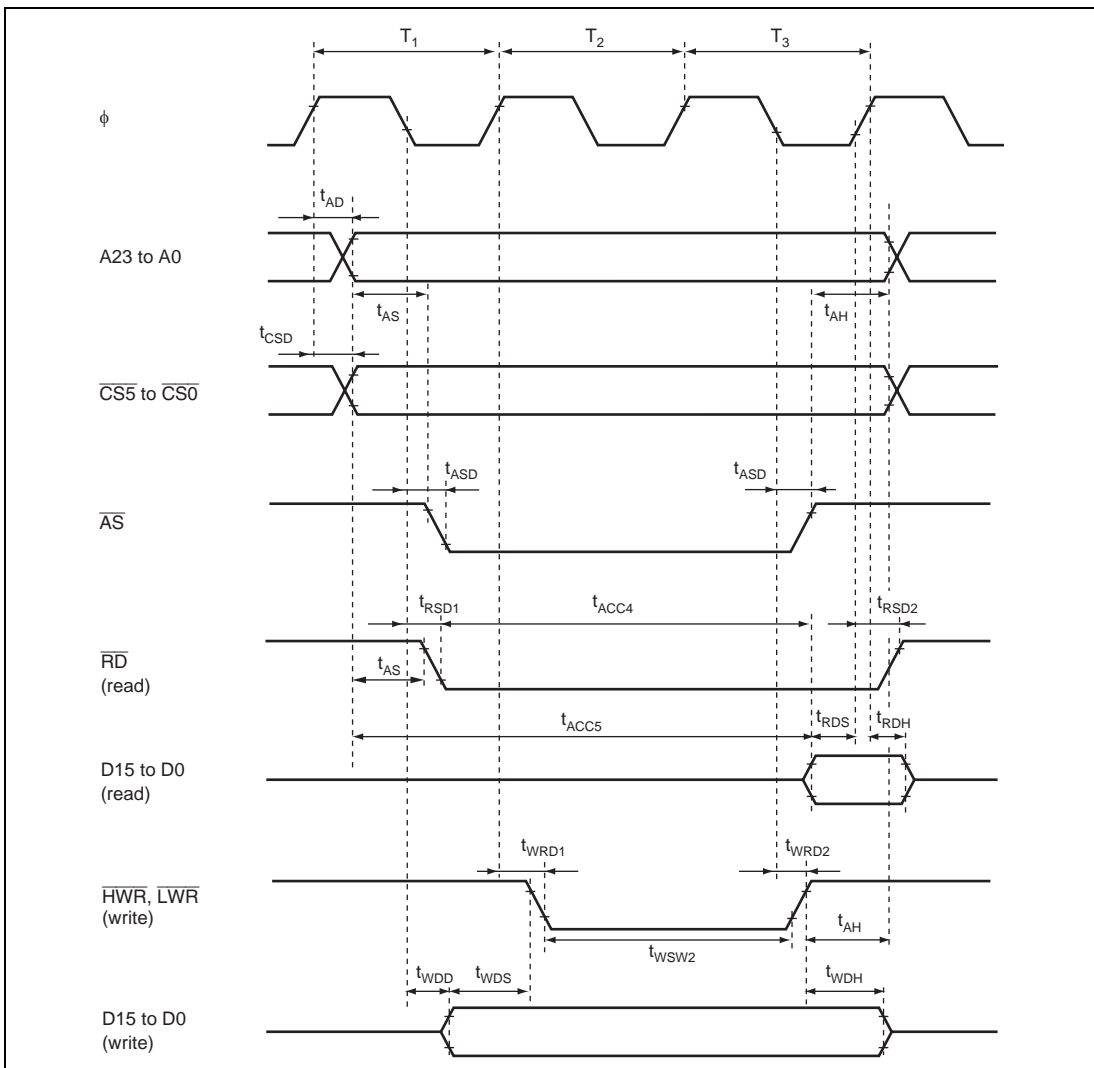 T1 T2 T3
φ
tAD
A23 to A0
tAS tAH
tCSD
CS5 to CS0
tASD tASD
AS
tRSD1 tACC4 tRSD2
RD
(read)
tAS
tACC5 tRDS tRDH
D15 to D0
(read)
tWRD1 tWRD2
HWR, LWR
(write)
tAH
tWSW2
tWDD tWDS tWDH
D15 to D0
(write)